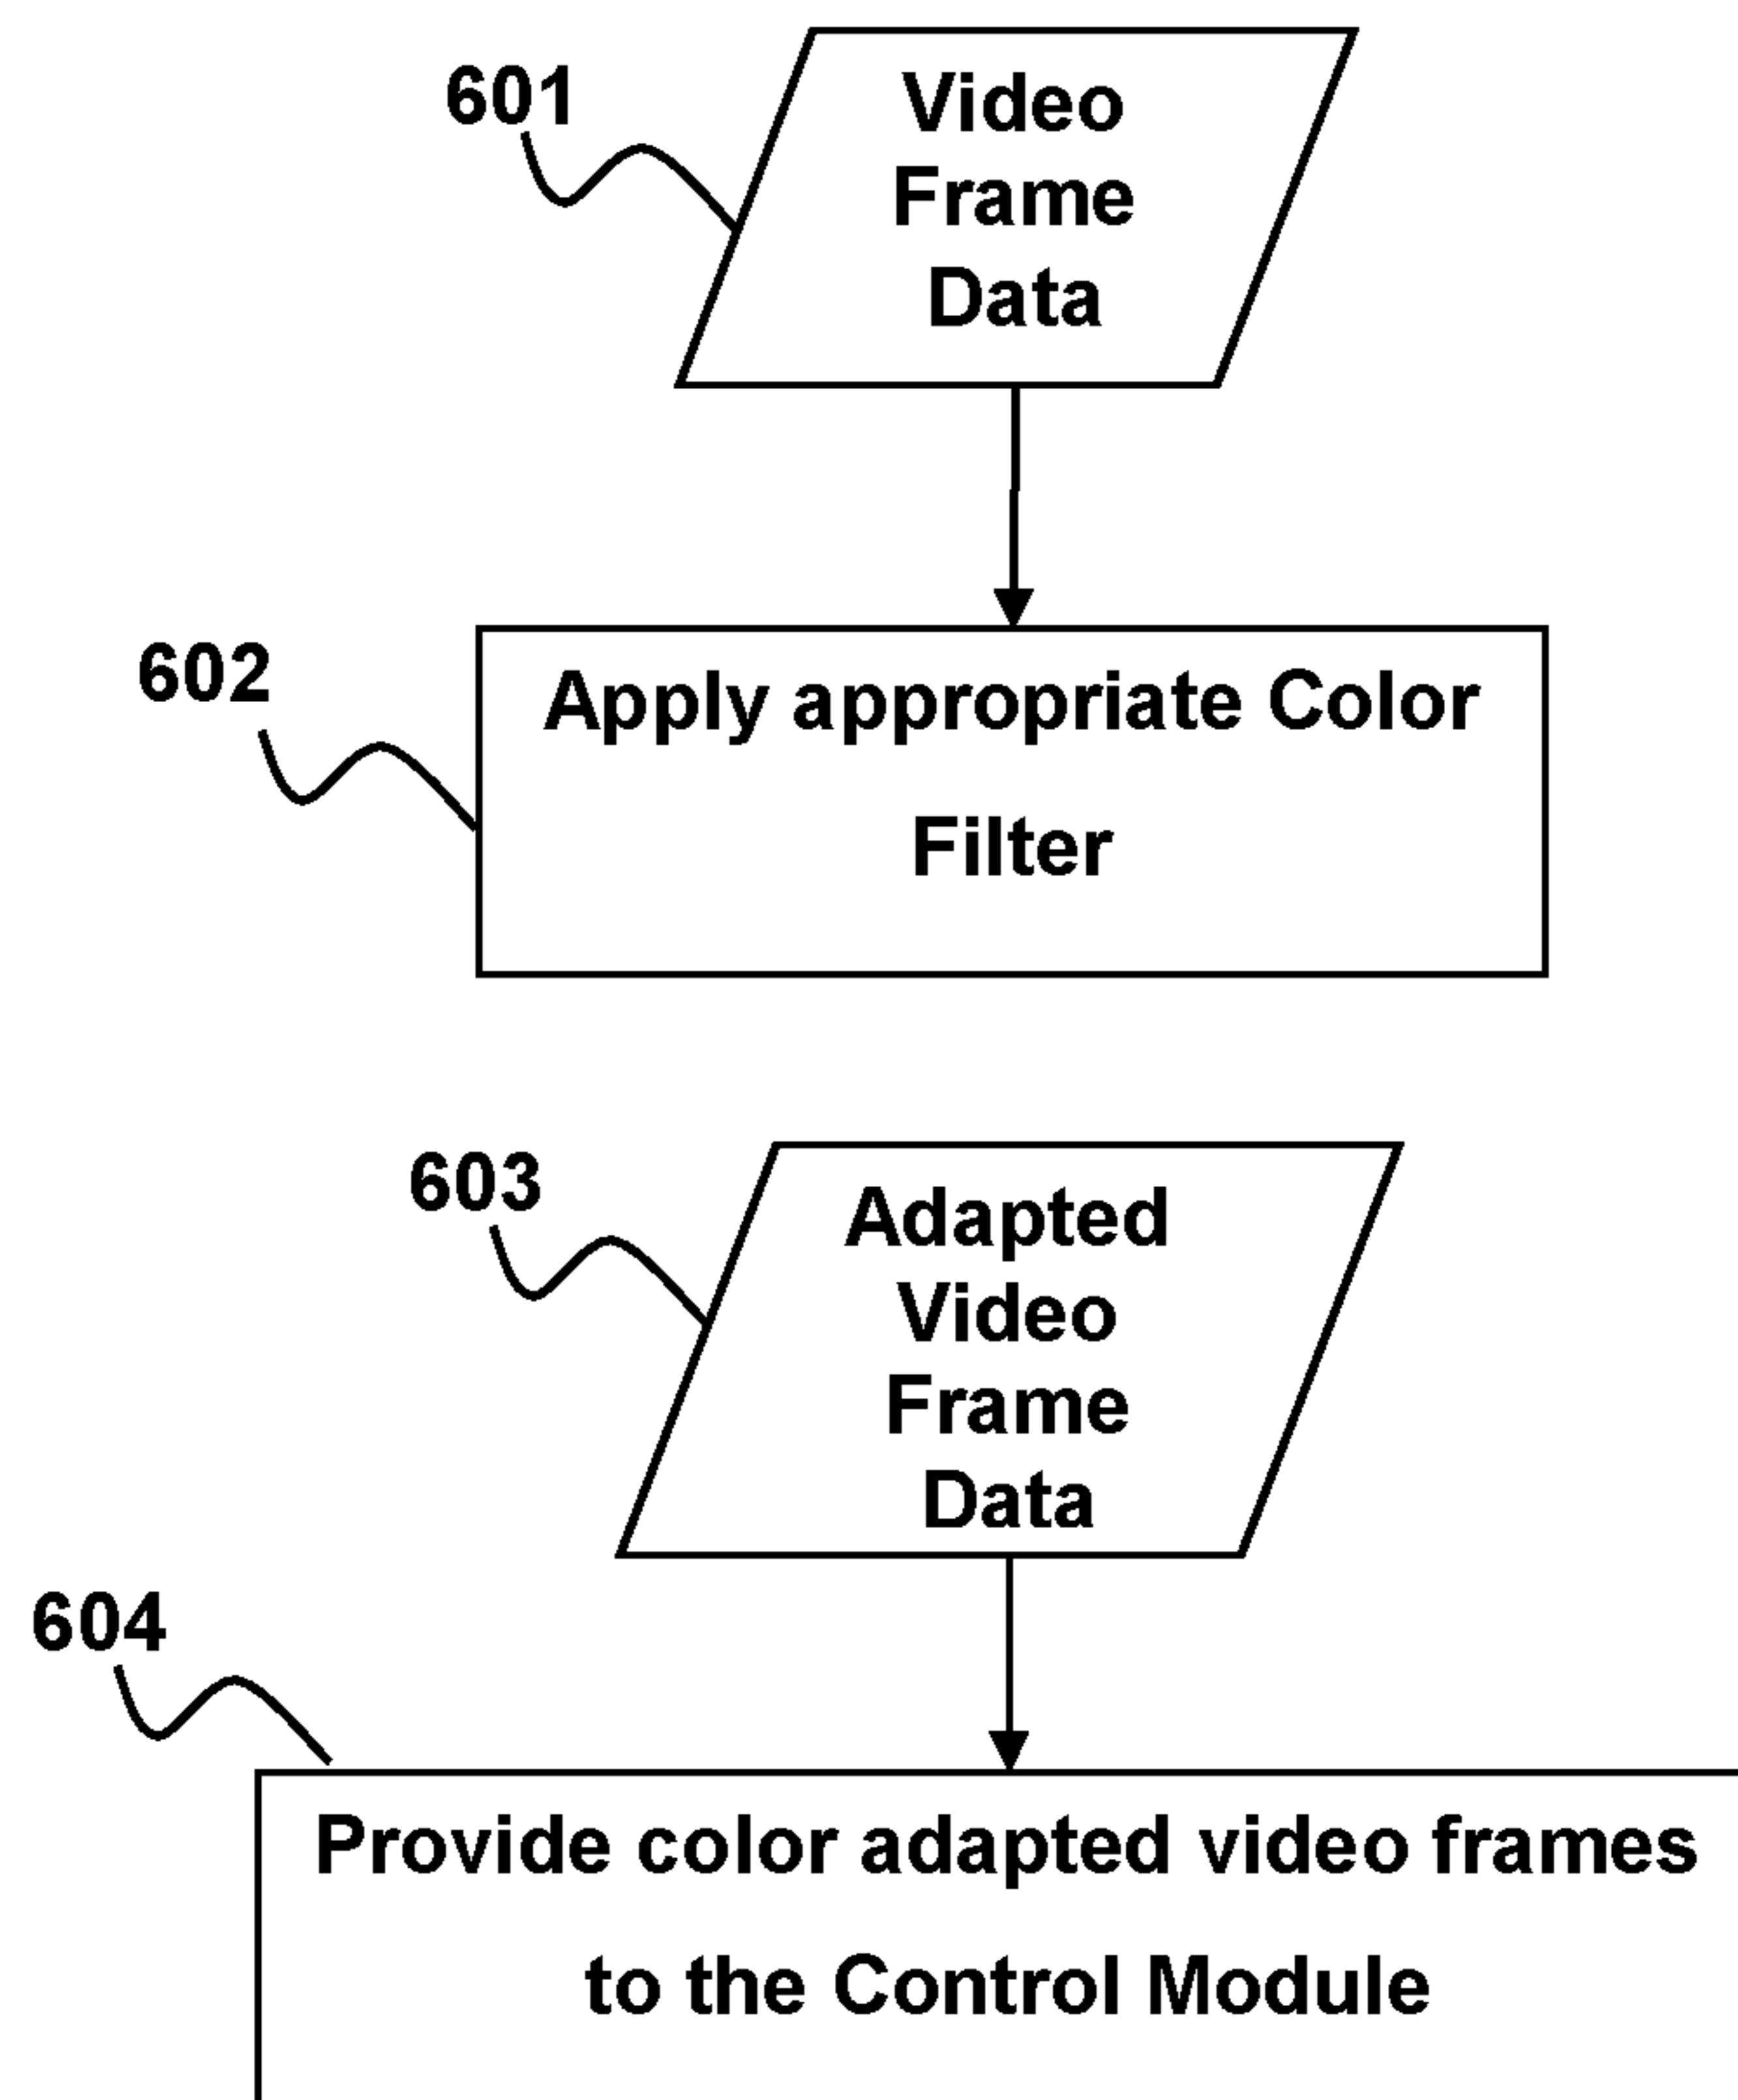 601
Video
Frame
Data
602
Apply appropriate Color
Filter
603
Adapted
Video
Frame
Data
604
Provide color adapted video frames
to the Control Module